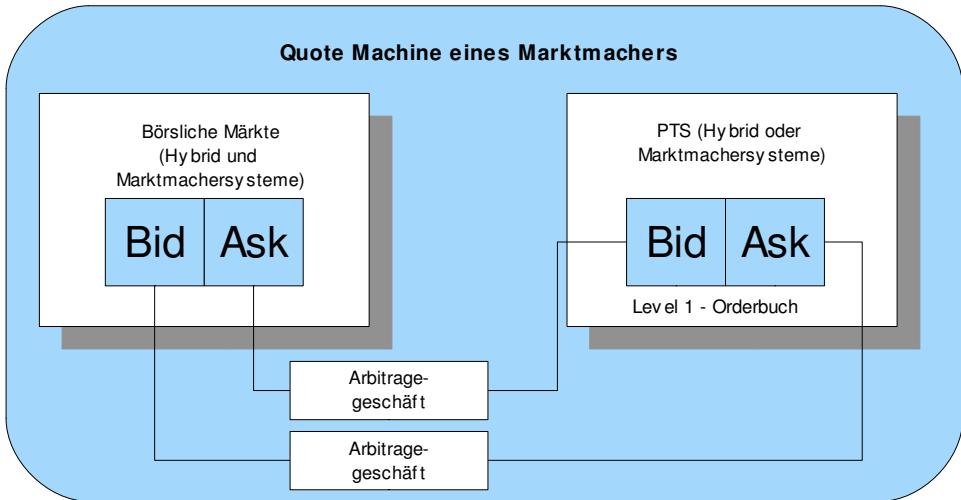 Quote Machine eines Marktmachers
Börsliche Märkte
(Hybrid und
Marktmachersysteme)
Bid Ask
PTS (Hybrid oder
Marktmachersysteme)
Bid Ask
Level 1 - Orderbuch
Arbitrage-
geschäft
Arbitrage-
geschäft